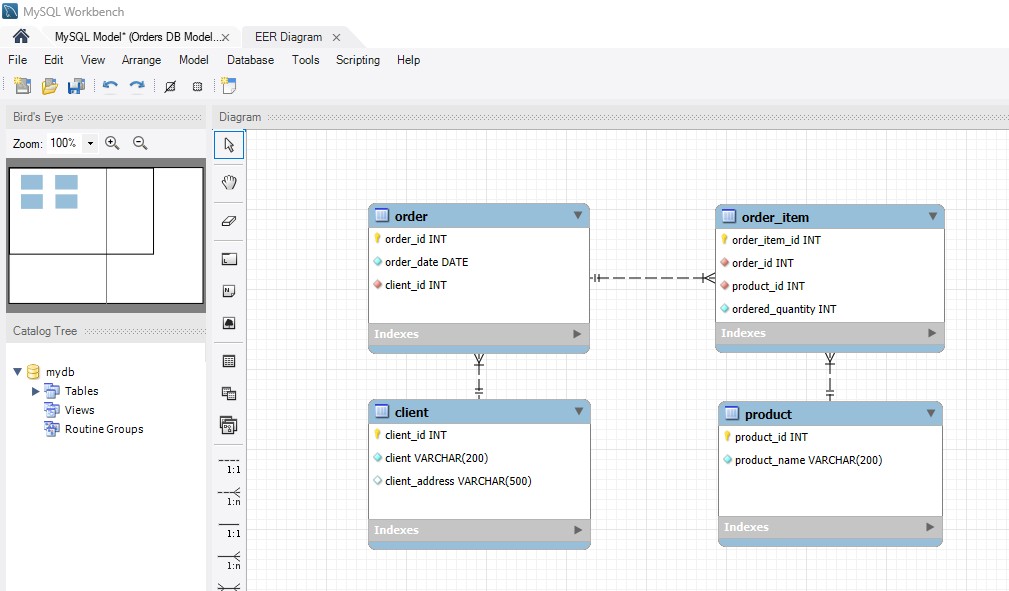 MySQL Workbench
MySQL Model* (Orders DB Model...× EER Diagram ×
File Edit View Arrange Model Database Tools Scripting Help
Bird's Eye
Diagram
Zoom: 100%
order
order_id INT
order_date DATE
client_id INT
Indexes
order_item
order_item_id INT
order_id INT
product_id INT
ordered_quantity INT
Indexes
Catalog Tree
mydb
Tables
Views
Routine Groups
client
client_id INT
client VARCHAR(200)
client_address VARCHAR(500)
Indexes
product
product_id INT
product_name VARCHAR(200)
Indexes
1:1
1:n
1:1
1:n